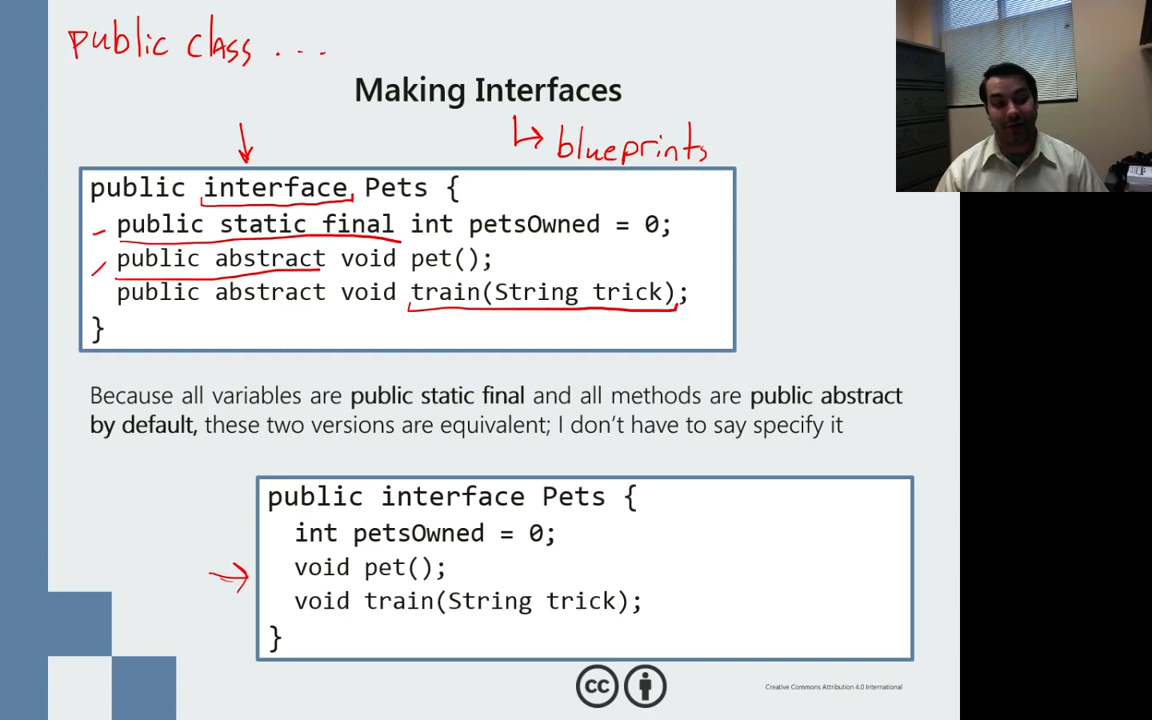 public class ...
Making Interfaces
blueprints
public interface Pets {
public static final int petsOwned = 0;
public abstract void pet();
public abstract void train(String trick);
}
Because all variables are public static final and all methods are public abstract
by default, these two versions are equivalent; I don't have to say specify it
public interface Pets {
int petsOwned = 0;
void pet();
void train(String trick);
}
cc
Creative Commons Attribution 4.0 International